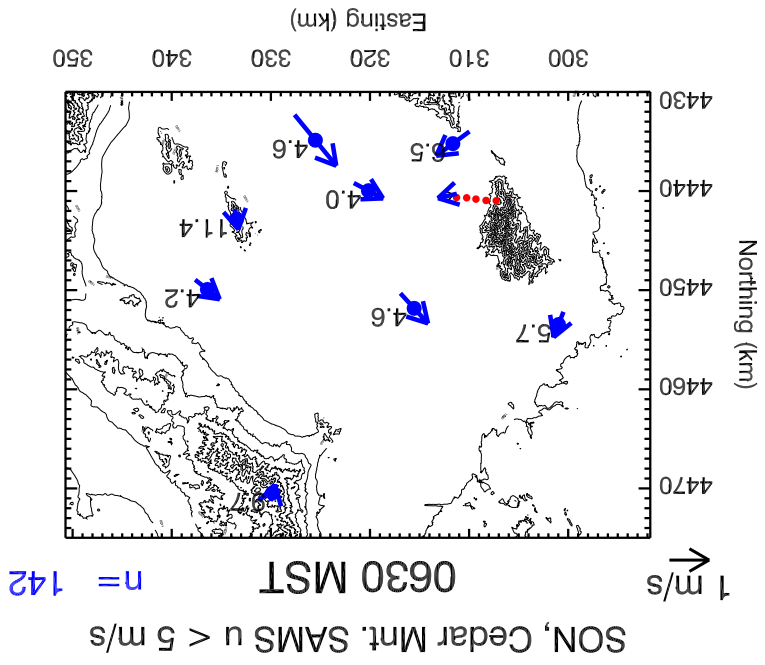 SON, Cedar Mnt. SAMS u < 5 m/s
1 m/s 0630 MST n= 142
4470
9.7
4460
Northing (km)
5.7
4.6
4.2
4450
11.4
4.0
4440
6.5
4.6
4430
300 310 320 330 340 350
Easting (km)